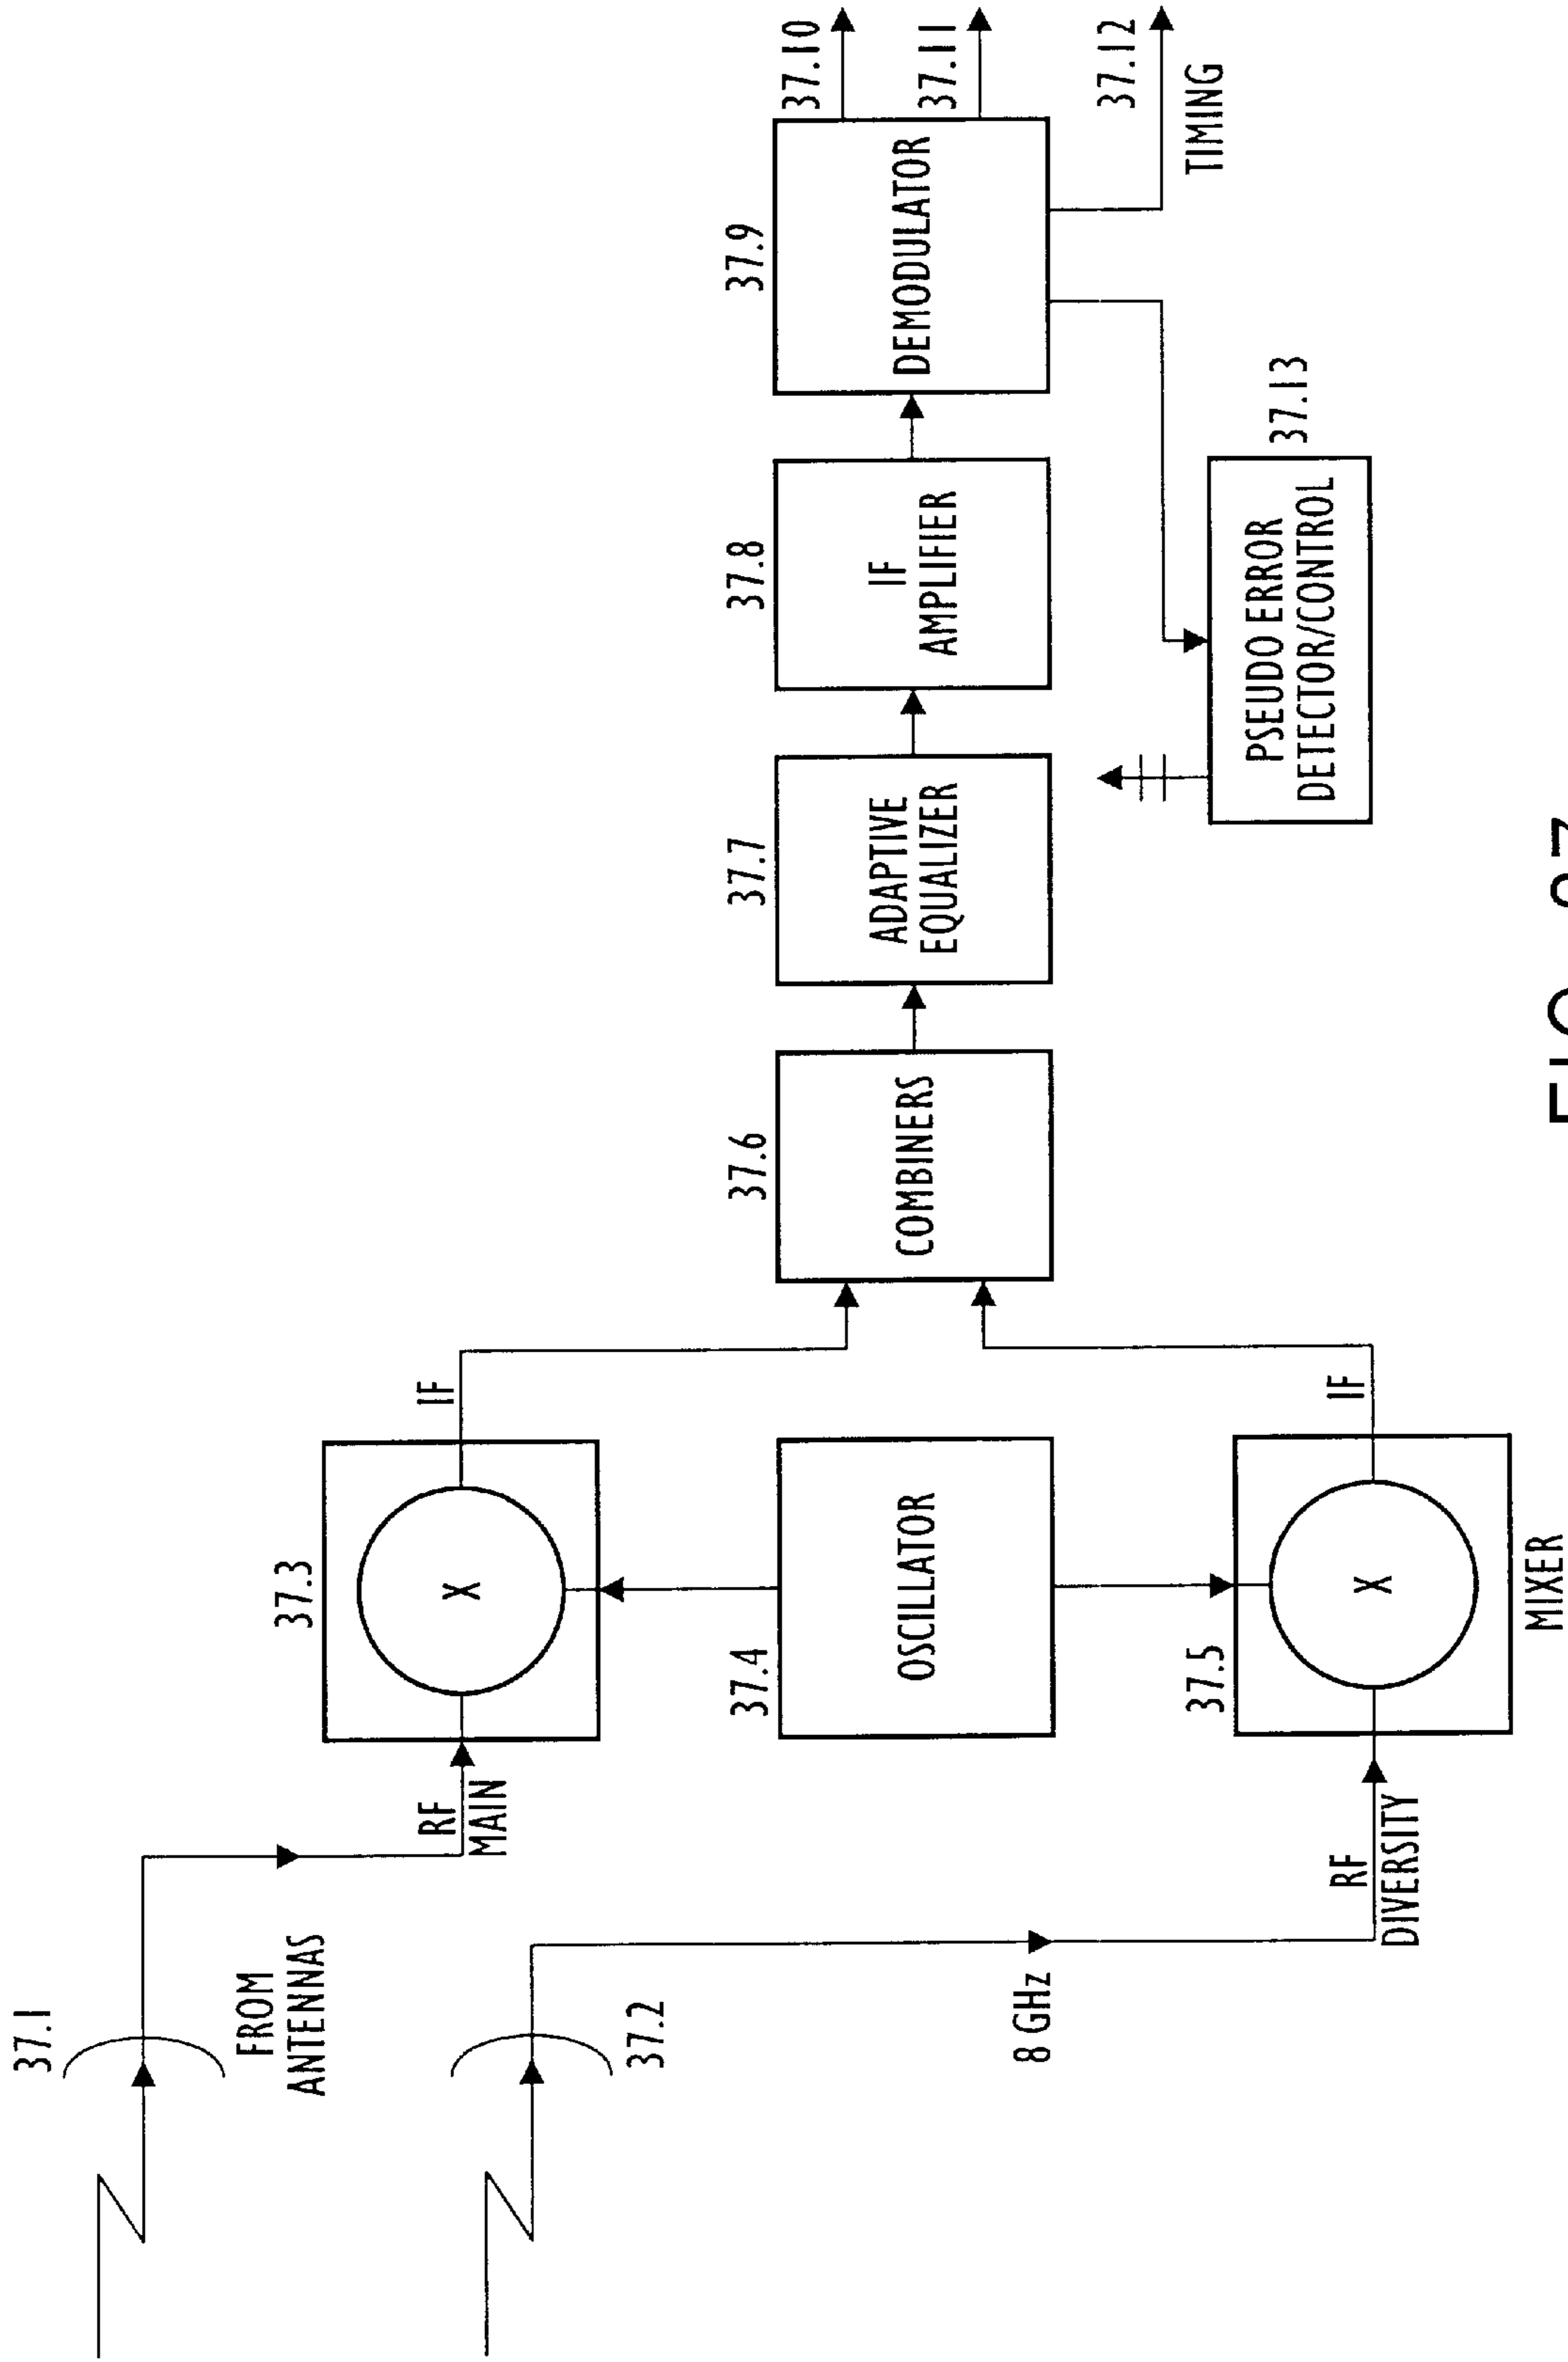 37.1
FROM
ANTENNAS
37.2
8 GHz
RF
MAIN
RF
DIVERSITY
37.3
X
37.4
OSCILLATOR
37.5
X
MIXER
IF
IF
37.6
COMBINERS
37.7
ADAPTIVE
EQUALIZER
37.8
IF
AMPLIFIER
37.9
DEMODULATOR
37.10
37.11
37.12
TIMING
37.13
PSEUDO ERROR
DETECTOR/CONTROL